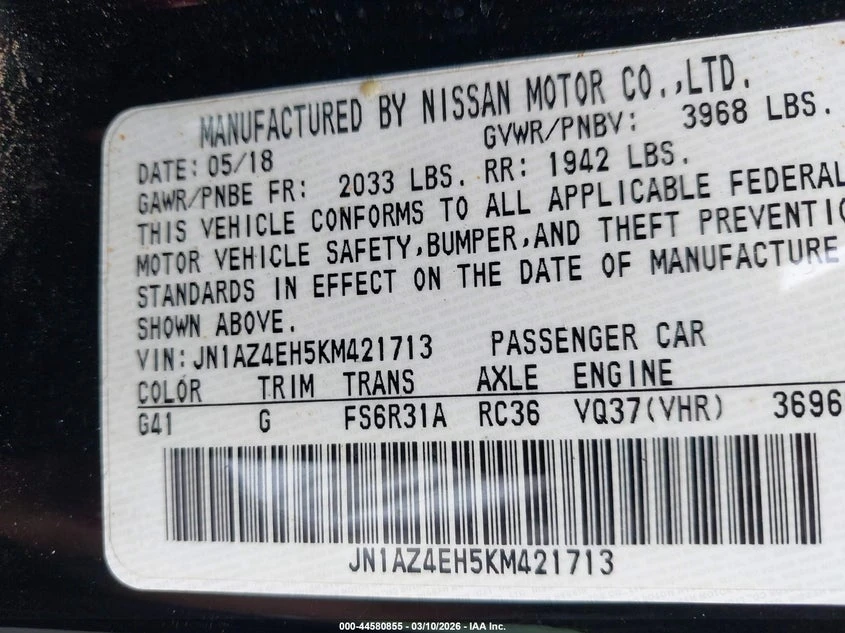 MANUFACTURED BY NISSAN MOTOR CO.,LTD.
DATE: 05/18 GVWR/PNBV: 3968 LBS.
GAWR/PNBE FR: 2033 LBS. RR: 1942 LBS.
THIS VEHICLE CONFORMS TO ALL APPLICABLE FEDERAL
MOTOR VEHICLE SAFETY,BUMPER,AND THEFT PREVENTIO
STANDARDS IN EFFECT ON THE DATE OF MANUFACTURE
SHOWN ABOVE.
VIN: JN1AZ4EH5KM421713 PASSENGER CAR
COLOR TRIM TRANS AXLE ENGINE
G41 G FS6R31A RC36 VQ37(VHR) 3696
JN1AZ4EH5KM421713
000-44580855 - 03/10/2026 - IAA Inc.